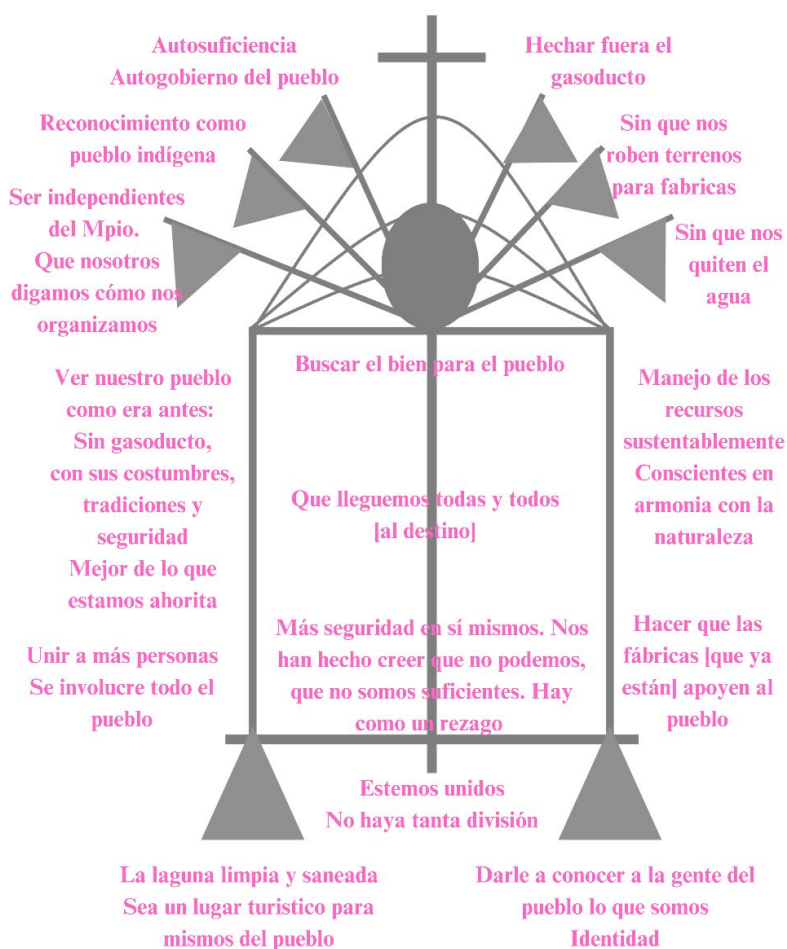 Autosuficiencia
Autogobierno del pueblo
Hechar fuera el
gasoducto
Reconocimiento como
pueblo indígena
Sin que nos
roben terrenos
para fabricas
Ser independientes
del Mpio.
Que nosotros
digamos cómo nos
organizamos
Sin que nos
quiten el
agua
Buscar el bien para el pueblo
Ver nuestro pueblo
como era antes:
Sin gasoducto,
con sus costumbres,
tradiciones y
seguridad
Mejor de lo que
estamos ahorita
Manejo de los
recursos
sustentablemente
Conscientes en
armonia con la
naturaleza
Que lleguemos todas y todos
[al destino]
Unir a más personas
Se involucre todo el
pueblo
Más seguridad en sí mismos. Nos
han hecho creer que no podemos,
que no somos suficientes. Hay
como un rezago
Hacer que las
fábricas [que ya
están] apoyen al
pueblo
Estemos unidos
No haya tanta división
La laguna limpia y saneada
Sea un lugar turistico para
mismos del pueblo
Darle a conocer a la gente del
pueblo lo que somos
Identidad